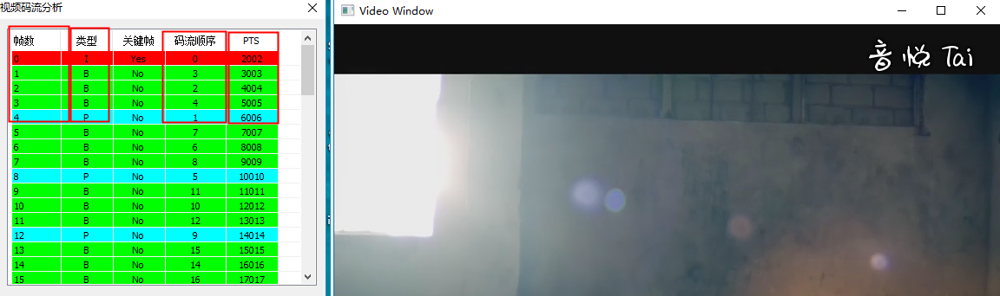 视频码流分析
帧数 类型 关键帧 码流顺序 PTS
0 I Yes 0 2002
1 B No 3 3003
2 B No 2 4004
3 B No 4 5005
4 P No 1 6006
5 B No 7 7007
6 B No 6 8008
7 B No 8 9009
8 P No 5 10010
9 B No 11 11011
10 B No 10 12012
11 B No 12 13013
12 P No 9 14014
13 B No 15 15015
14 B No 14 16016
15 B No 16 17017
Video Window
音悦 Tai